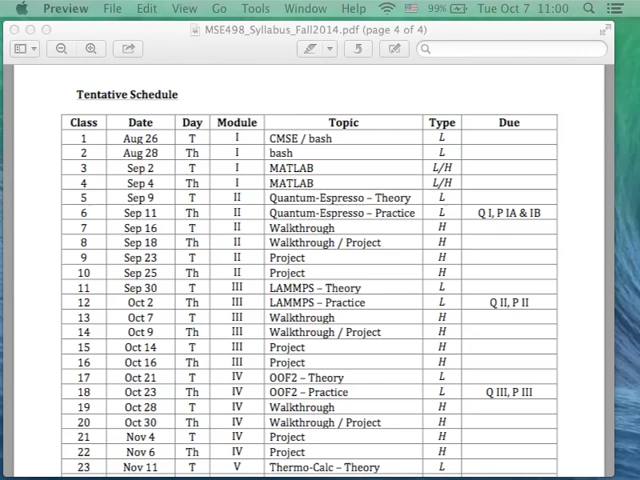 Preview File Edit View Go Tools Window Help 99% Tue Oct 7 11:00
MSE498_Syllabus_Fall2014.pdf (page 4 of 4)
Tentative Schedule
Class Date Day Module Topic Type Due
1 Aug 26 T I CMSE / bash L
2 Aug 28 Th I bash L
3 Sep 2 T I MATLAB L/H
4 Sep 4 Th I MATLAB L/H
5 Sep 9 T II Quantum-Espresso – Theory L
6 Sep 11 Th II Quantum-Espresso – Practice L Q I, P IA & IB
7 Sep 16 T II Walkthrough H
8 Sep 18 Th II Walkthrough / Project H
9 Sep 23 T II Project H
10 Sep 25 Th II Project H
11 Sep 30 T III LAMMPS – Theory L
12 Oct 2 Th III LAMMPS – Practice L Q II, P II
13 Oct 7 T III Walkthrough H
14 Oct 9 Th III Walkthrough / Project H
15 Oct 14 T III Project H
16 Oct 16 Th III Project H
17 Oct 21 T IV OOF2 – Theory L
18 Oct 23 Th IV OOF2 – Practice L Q III, P III
19 Oct 28 T IV Walkthrough H
20 Oct 30 Th IV Walkthrough / Project H
21 Nov 4 T IV Project H
22 Nov 6 Th IV Project H
23 Nov 11 T V Thermo-Calc – Theory L